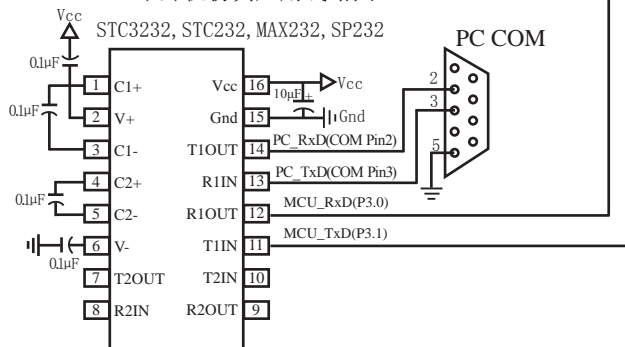 Vcc
STC3232, STC232, MAX232, SP232
PC COM
0.1μF
0.1μF
1 C1+ Vcc 16 Vcc
10μF +
2 V+ Gnd 15 Gnd
2
3
3 C1- T1OUT 14 PC_RxD(COM Pin2)
5
4 C2+ R1IN 13 PC_TxD(COM Pin3)
0.1μF
5 C2- R1OUT 12 MCU_RxD(P3.0)
6 V- T1IN 11 MCU_TxD(P3.1)
0.1μF
7 T2OUT T2IN 10
8 R2IN R2OUT 9